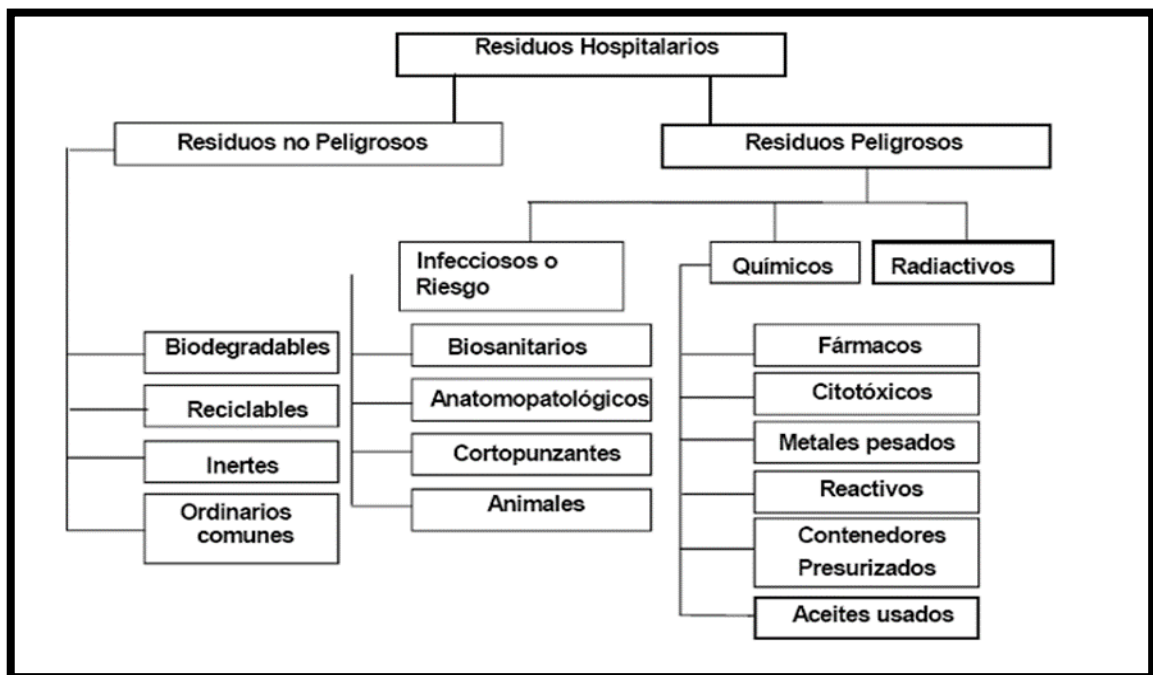 Residuos Hospitalarios
Residuos no Peligrosos
Residuos Peligrosos
Infecciosos o
Riesgo
Químicos
Radiactivos
Biodegradables
Reciclables
Inertes
Ordinarios
comunes
Biosanitarios
Anatomopatológicos
Cortopunzantes
Animales
Fármacos
Citotóxicos
Metales pesados
Reactivos
Contenedores
Presurizados
Aceites usados